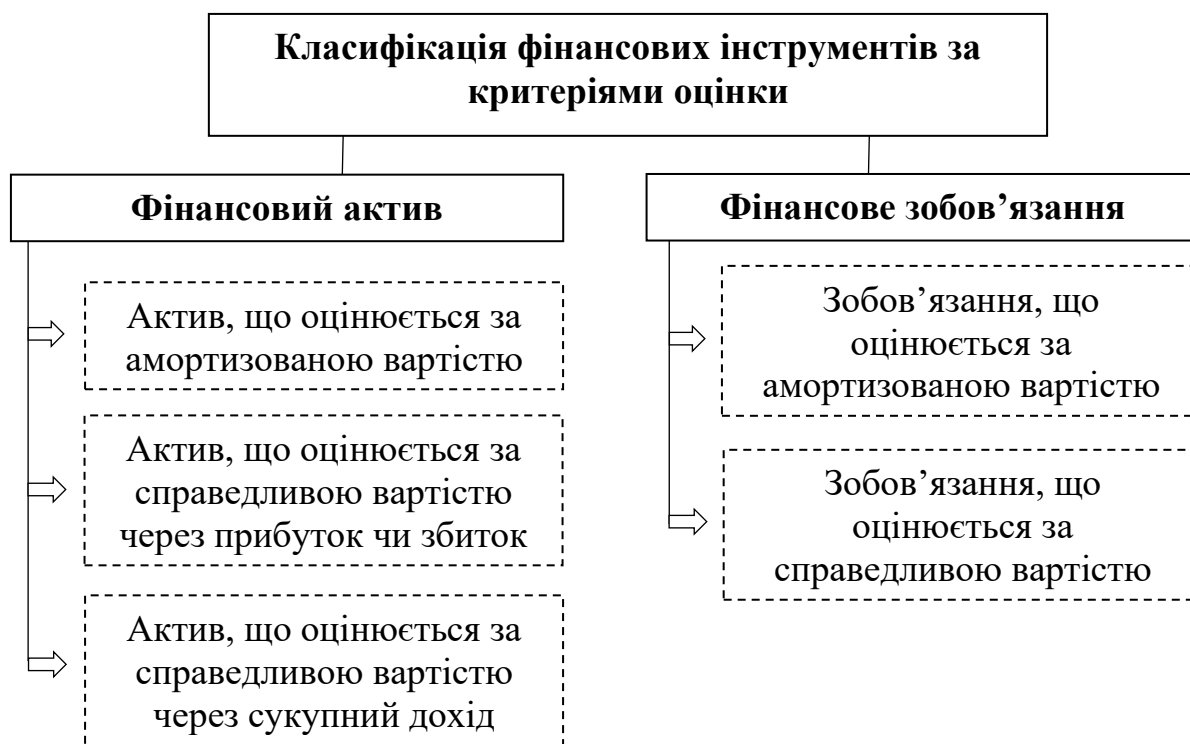 Класифікація фінансових інструментів за
критеріями оцінки
Фінансовий актив
Актив, що оцінюється за
амортизованою вартістю
Актив, що оцінюється за
справедливою вартістю
через прибуток чи збиток
Актив, що оцінюється за
справедливою вартістю
через сукупний дохід
Фінансове зобов’язання
Зобов’язання, що
оцінюється за
амортизованою вартістю
Зобов’язання, що
оцінюється за
справедливою вартістю